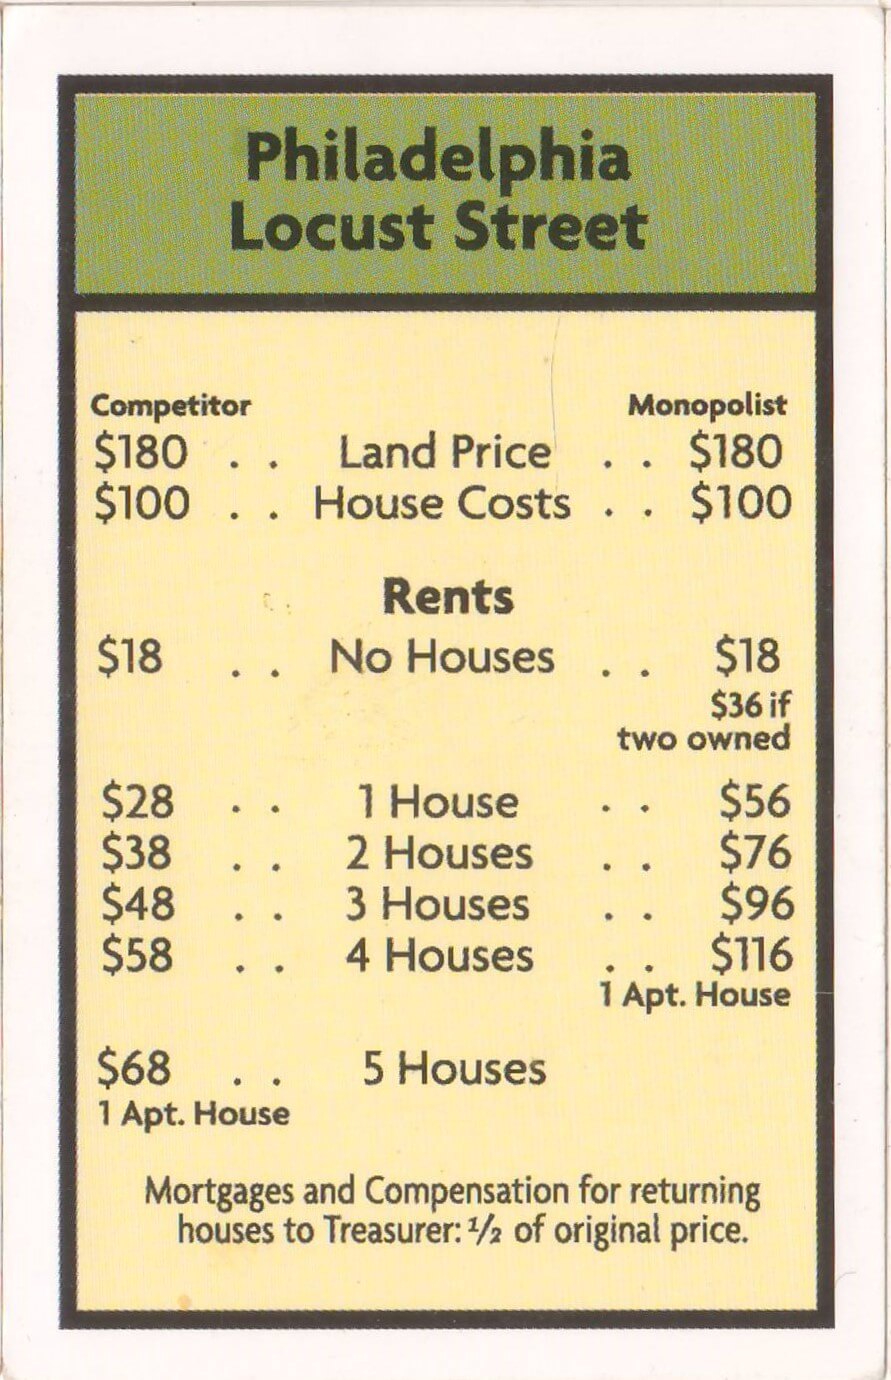 Philadelphia
Locust Street
Competitor Monopolist
$180 . . Land Price . . $180
$100 . . House Costs . . $100
Rents
$18 . . No Houses . . $18
$36 if
two owned
$28 . . 1 House . . $56
$38 . . 2 Houses . . $76
$48 . . 3 Houses . . $96
$58 . . 4 Houses . . $116
1 Apt. House
$68 . . 5 Houses
1 Apt. House
Mortgages and Compensation for returning
houses to Treasurer: 1/2 of original price.